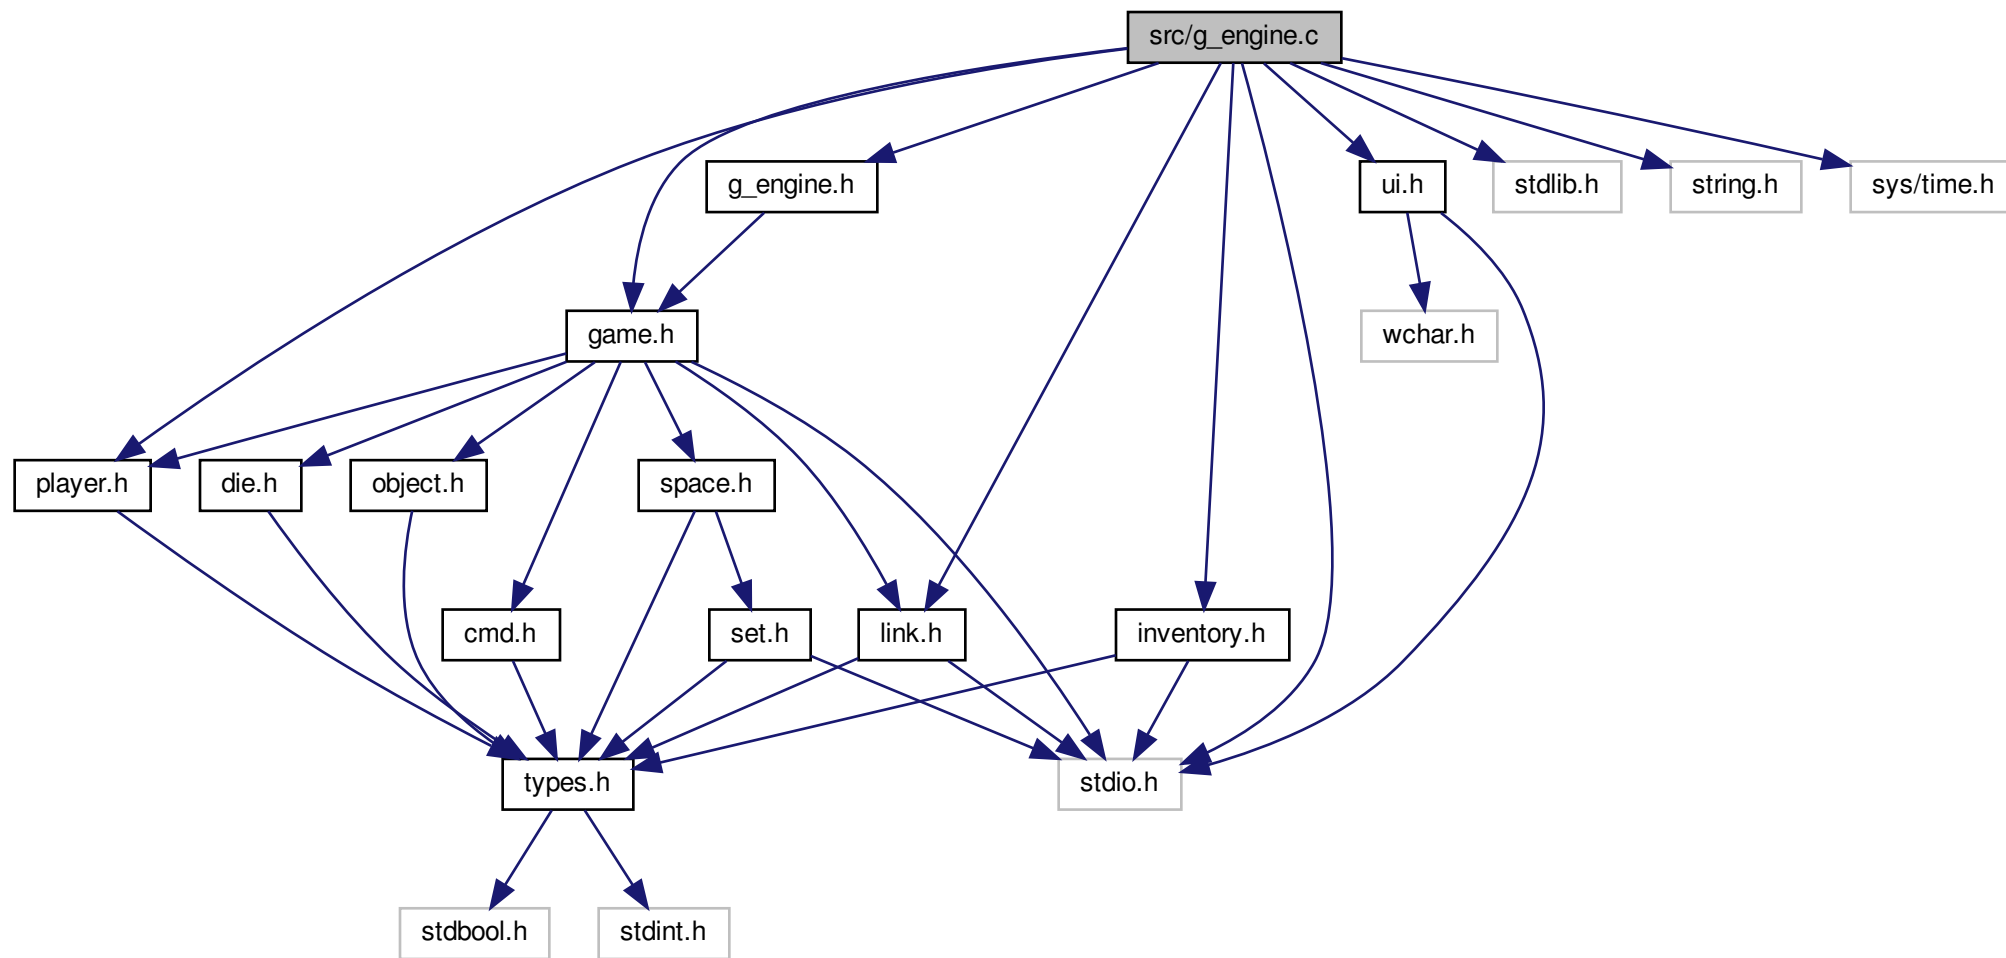 src/g_engine.c
g_engine.h
ui.h
stdlib.h
string.h
sys/time.h
game.h
wchar.h
player.h
die.h
object.h
space.h
cmd.h
set.h
link.h
inventory.h
types.h
stdio.h
stdbool.h
stdint.h